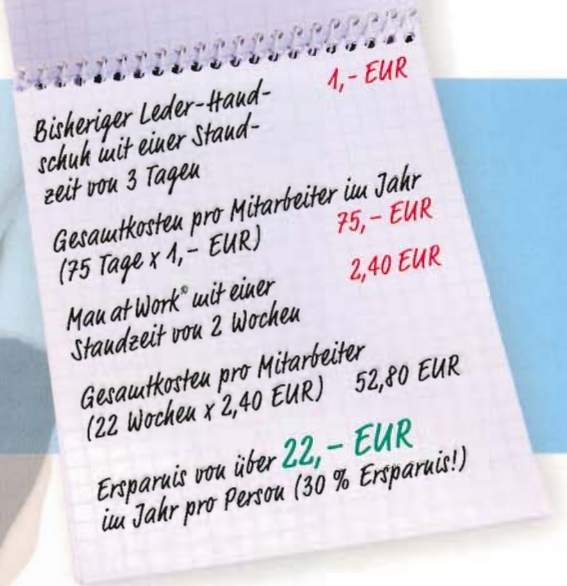 Bisheriger Leder-Hand- 1,- EUR
schuh mit einer Stand-
zeit von 3 Tagen
Gesamtkosten pro Mitarbeiter im Jahr
(75 Tage x 1,- EUR) 75,- EUR
Man at Work® mit einer 2,40 EUR
Standzeit von 2 Wochen
Gesamtkosten pro Mitarbeiter
(22 Wochen x 2,40 EUR) 52,80 EUR
Ersparnis von über 22,- EUR
im Jahr pro Person (30 % Ersparnis!)